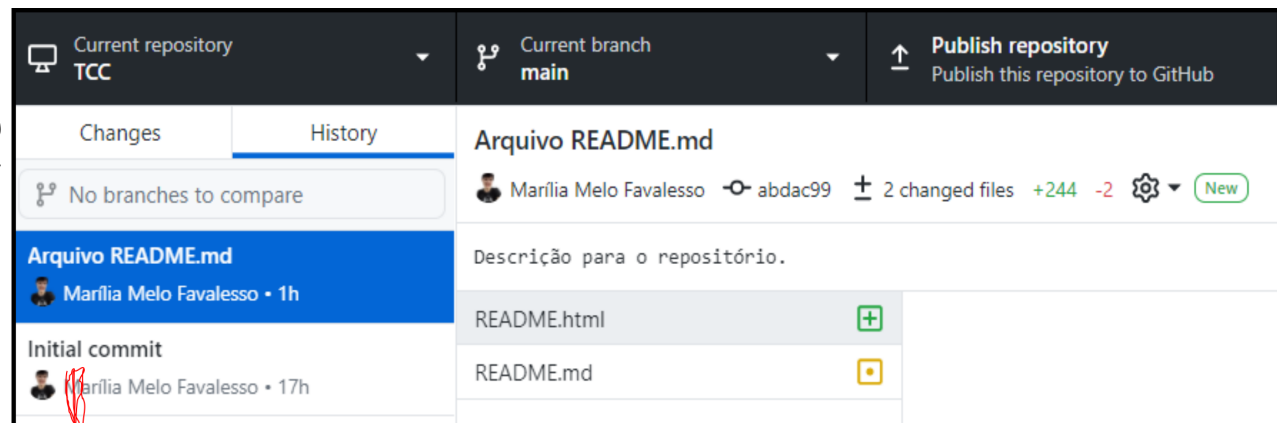 Current repository
TCC
Current branch
main
Publish repository
Publish this repository to GitHub
Changes
History
No branches to compare
Arquivo README.md
Marília Melo Favalesso • 1h
Initial commit
Marília Melo Favalesso • 17h
Arquivo README.md
Marília Melo Favalesso abdac99 2 changed files +244 -2 New
Descrição para o repositório.
README.html
README.md